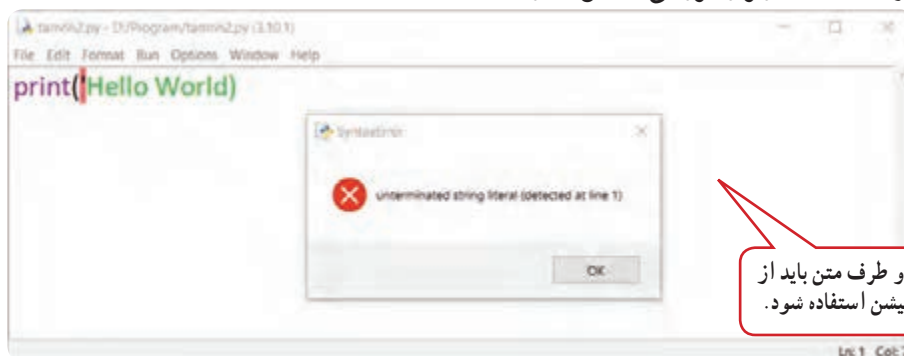 tamrin2.py - D:/Program/tamrin2.py (3.10.1)
File Edit Format Run Options Window Help
print('Hello World)
SyntaxError
unterminated string literal (detected at line 1)
OK
و طرف متن باید از
استفاده شود.
Ln: 1 Col: